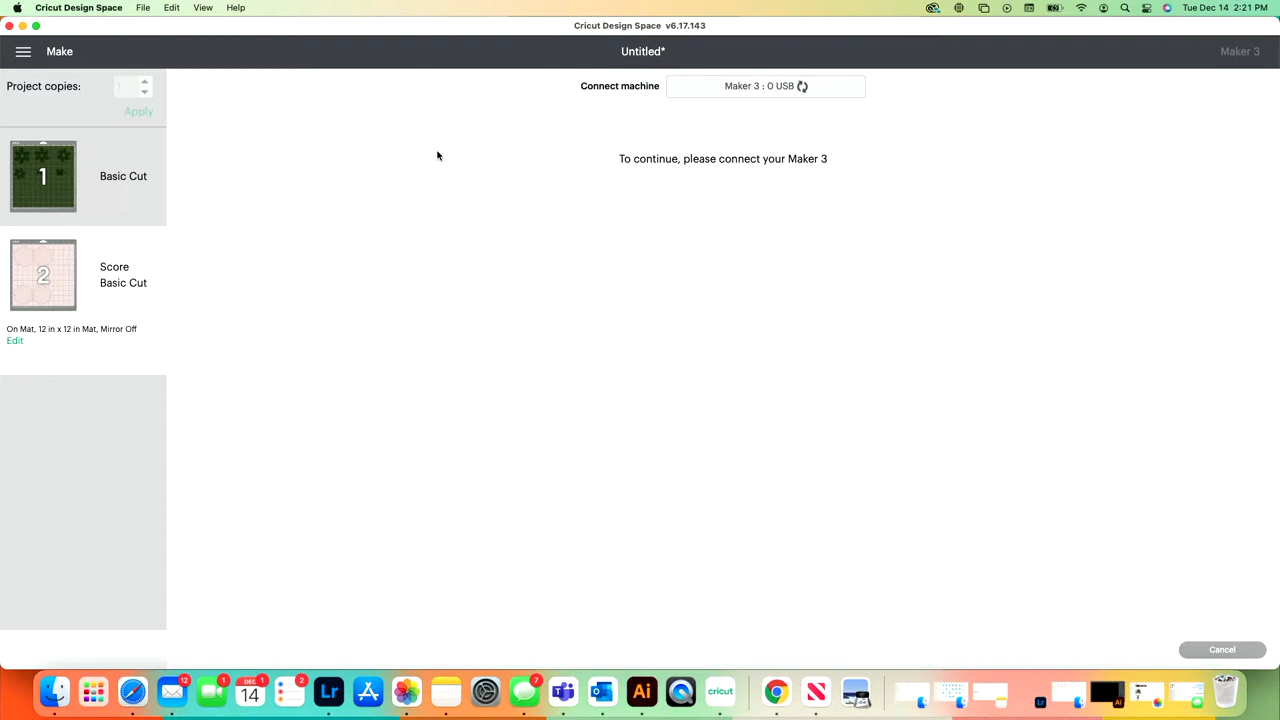 Cricut Design Space File Edit View Window Help Tue Dec 14 2:21 PM
Cricut Design Space v6.17.143
Make Untitled* Maker 3
Project copies: 1
Apply
Connect machine Maker 3 : 0 USB
To continue, please connect your Maker 3
1 Basic Cut
2 Score
Basic Cut
On Mat, 12 in x 12 in Mat, Mirror Off
Edit
Cancel
12 1 DEC 1 14 2 Lr 7 Ai cricut